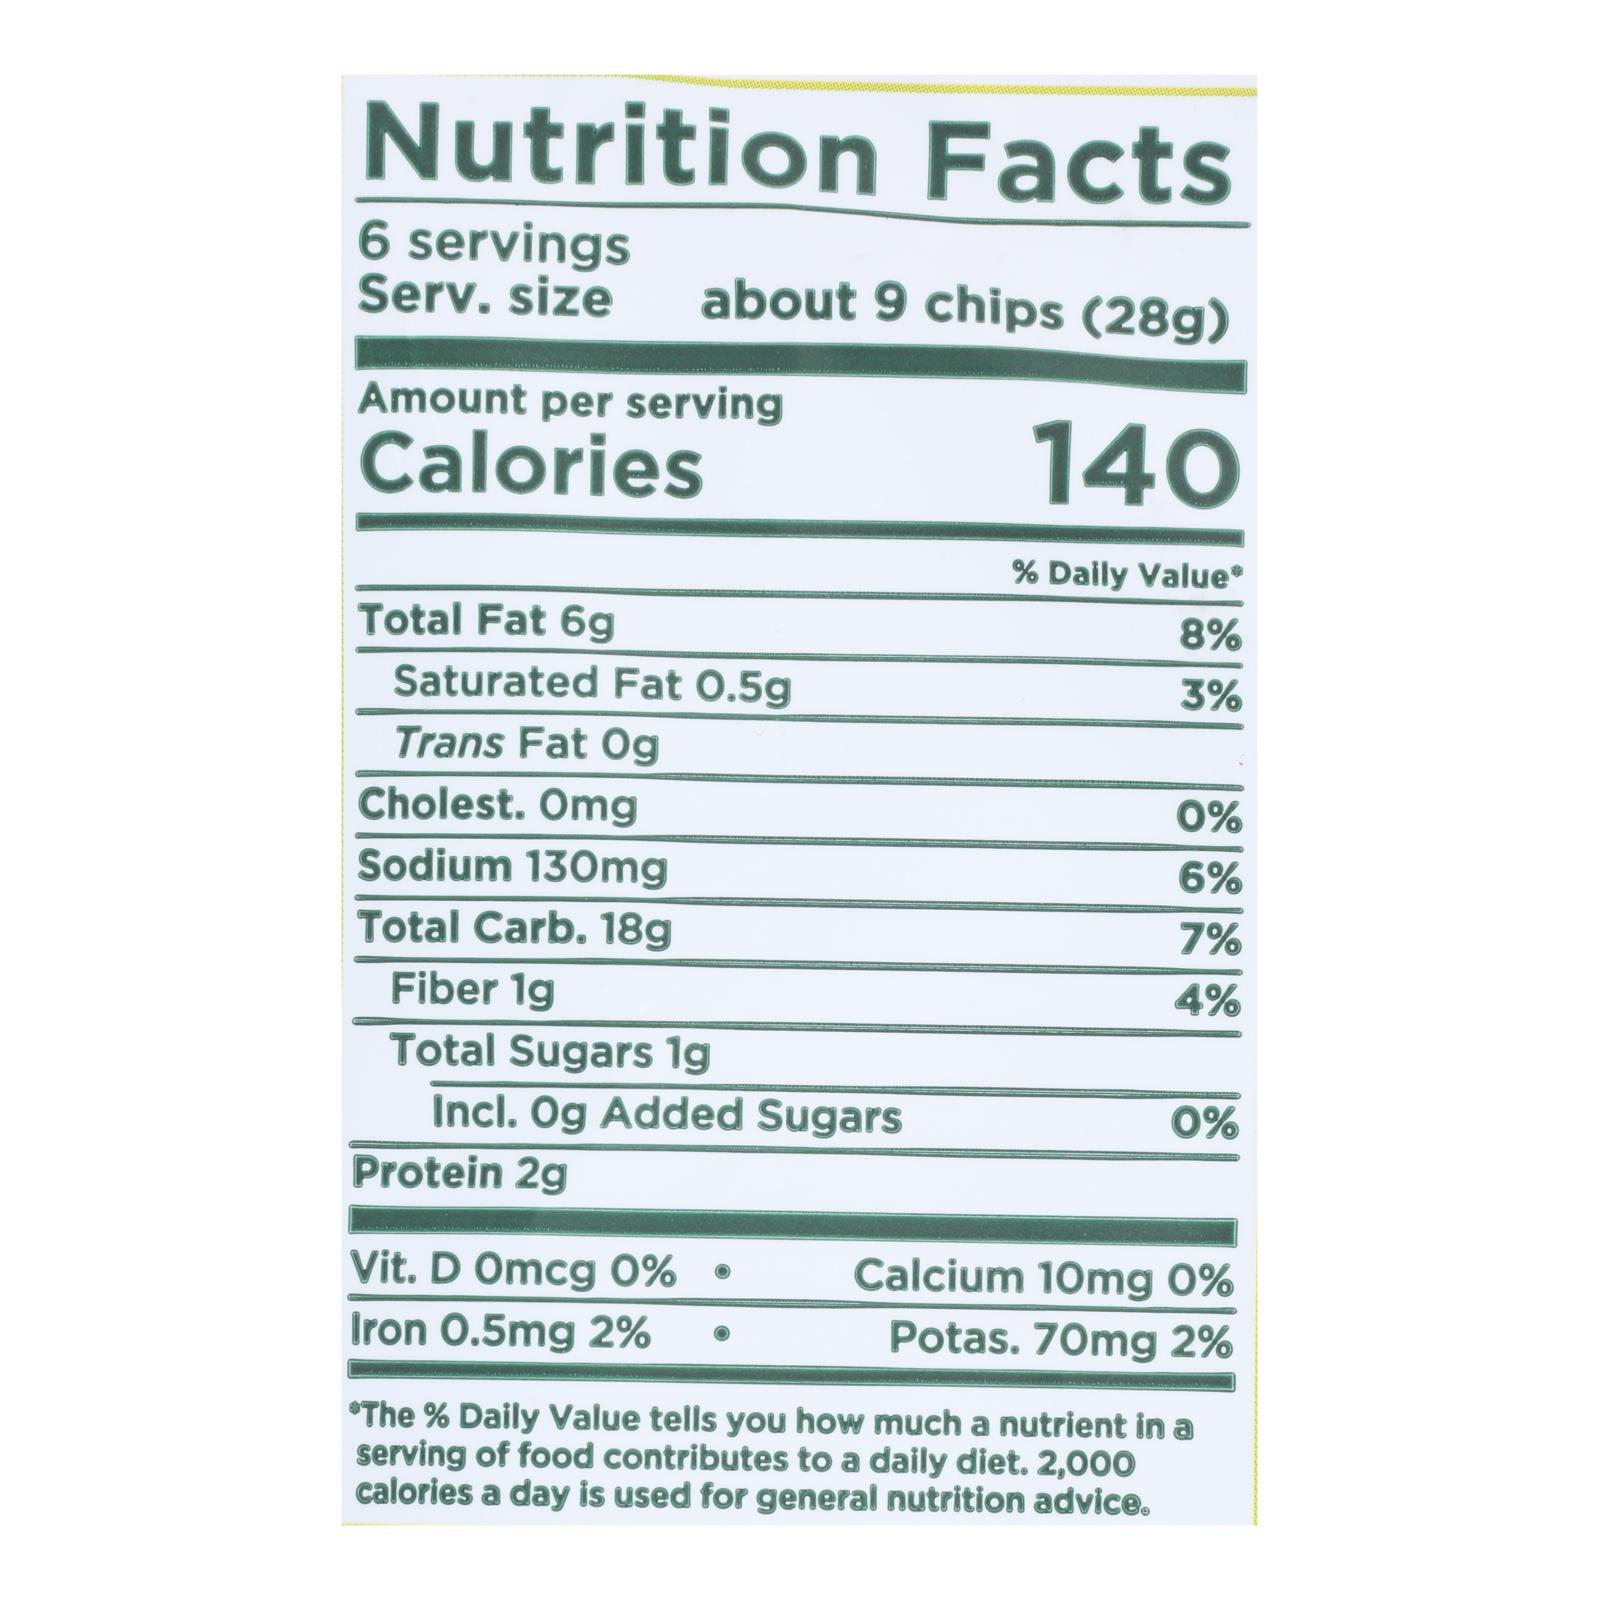 Nutrition Facts
6 servings
Serv. size about 9 chips (28g)
Amount per serving
Calories 140
% Daily Value*
Total Fat 6g 8%
Saturated Fat 0.5g 3%
Trans Fat 0g
Cholest. 0mg 0%
Sodium 130mg 6%
Total Carb. 18g 7%
Fiber 1g 4%
Total Sugars 1g
Incl. 0g Added Sugars 0%
Protein 2g
Vit. D 0mcg 0% • Calcium 10mg 0%
Iron 0.5mg 2% • Potas. 70mg 2%
*The % Daily Value tells you how much a nutrient in a
serving of food contributes to a daily diet. 2,000
calories a day is used for general nutrition advice.